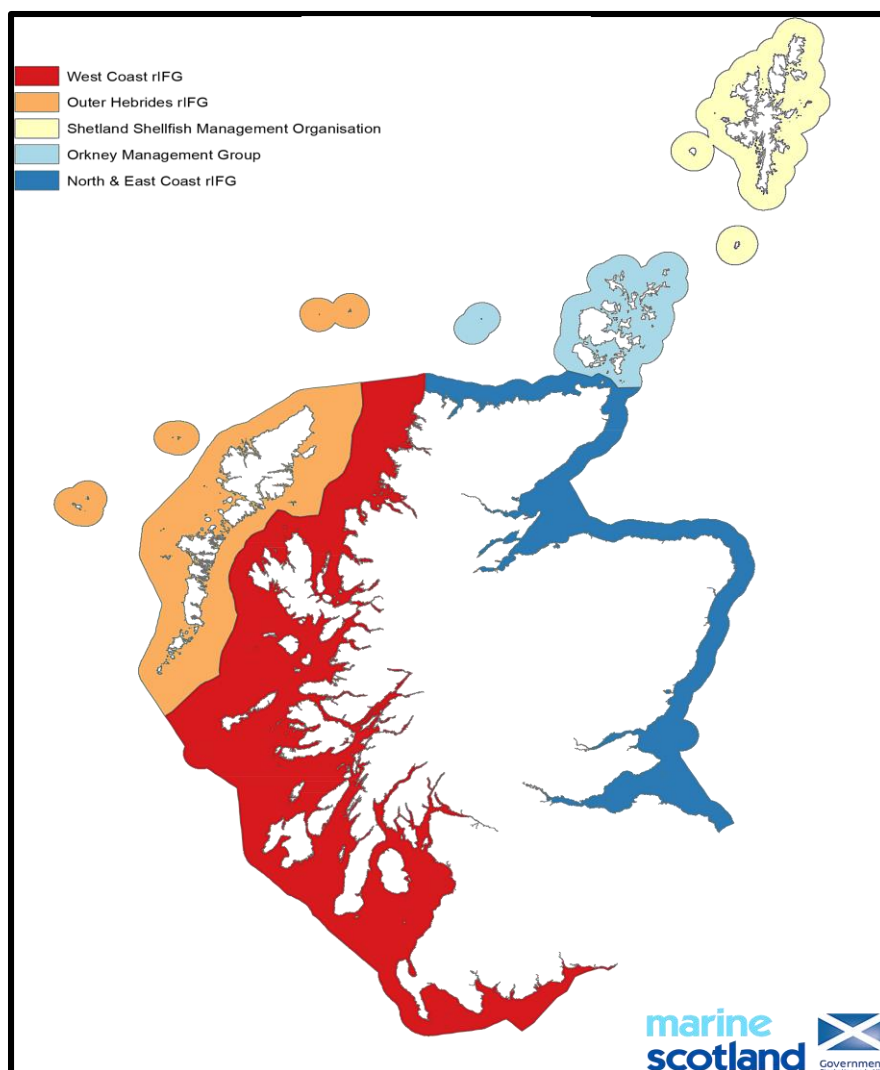 West Coast rIFG
Outer Hebrides rIFG
Shetland Shellfish Management Organisation
Orkney Management Group
North & East Coast rIFG
marine
scotland
Government